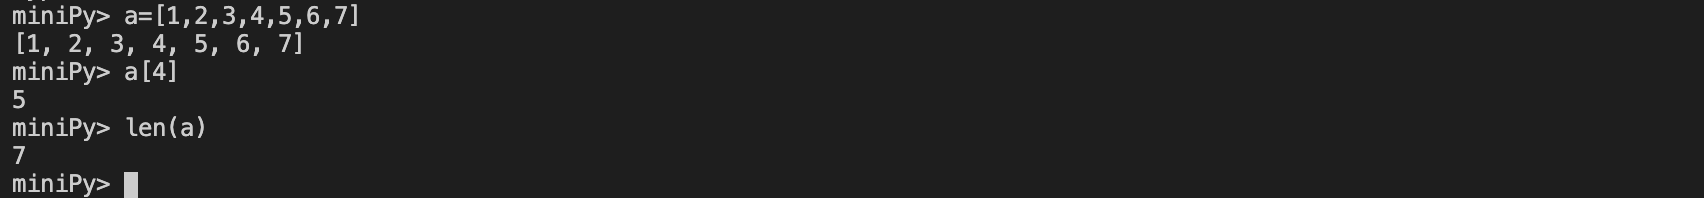 miniPy> a=[1,2,3,4,5,6,7]
[1, 2, 3, 4, 5, 6, 7]
miniPy> a[4]
5
miniPy> len(a)
7
miniPy>